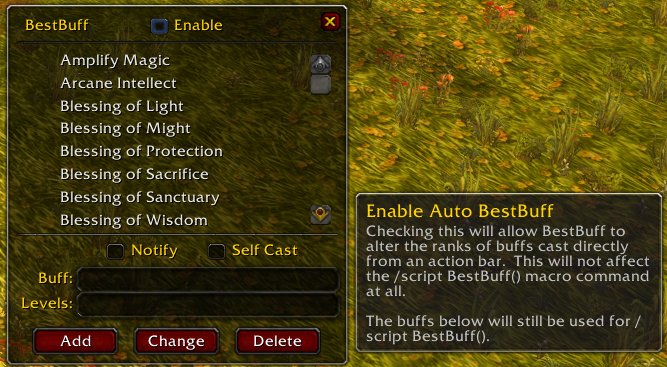 BestBuff
Enable
Amplify Magic
Arcane Intellect
Blessing of Light
Blessing of Might
Blessing of Protection
Blessing of Sacrifice
Blessing of Sanctuary
Blessing of Wisdom
Notify
Self Cast
Buff:
Levels:
Add
Change
Delete
Enable Auto BestBuff
Checking this will allow BestBuff to
alter the ranks of buffs cast directly
from an action bar. This will not affect
the /script BestBuff() macro command
at all.
The buffs below will still be used for /
script BestBuff().